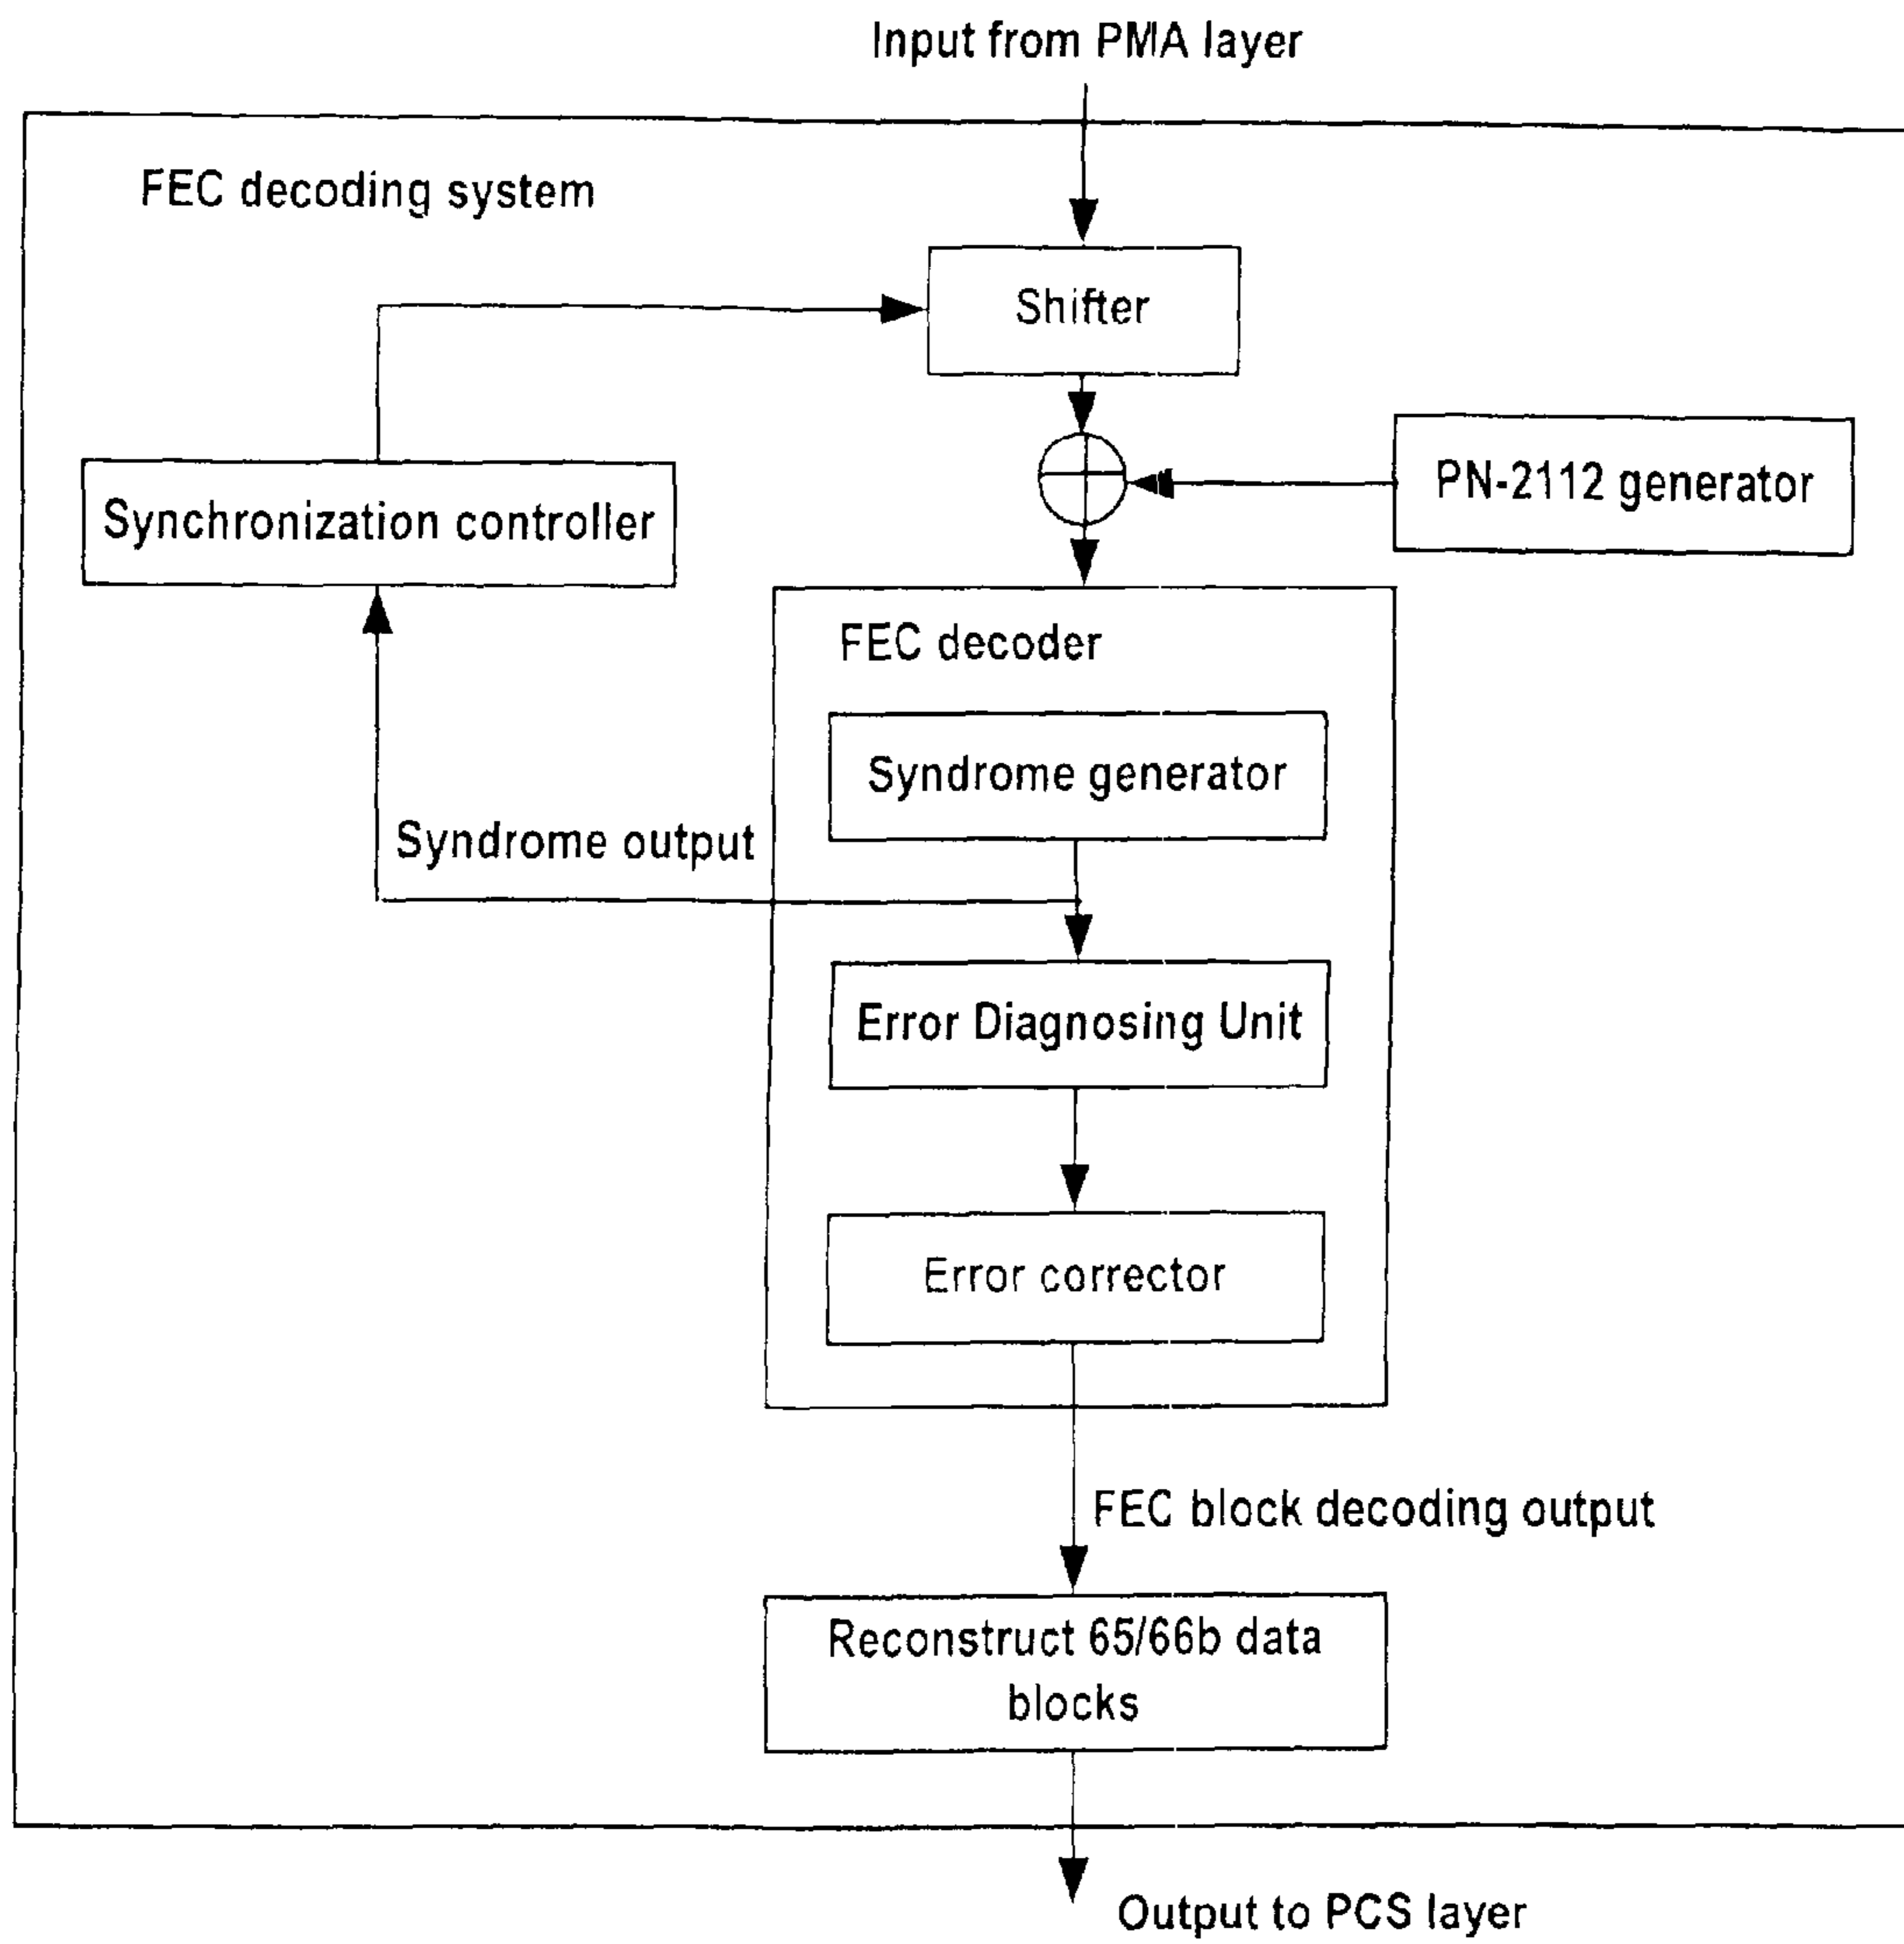 Input from PMA layer
FEC decoding system
Shifter
PN-2112 generator
Synchronization controller
FEC decoder
Syndrome generator
Syndrome output
Error Diagnosing Unit
Error corrector
FEC block decoding output
Reconstruct 65/66b data
blocks
Output to PCS layer